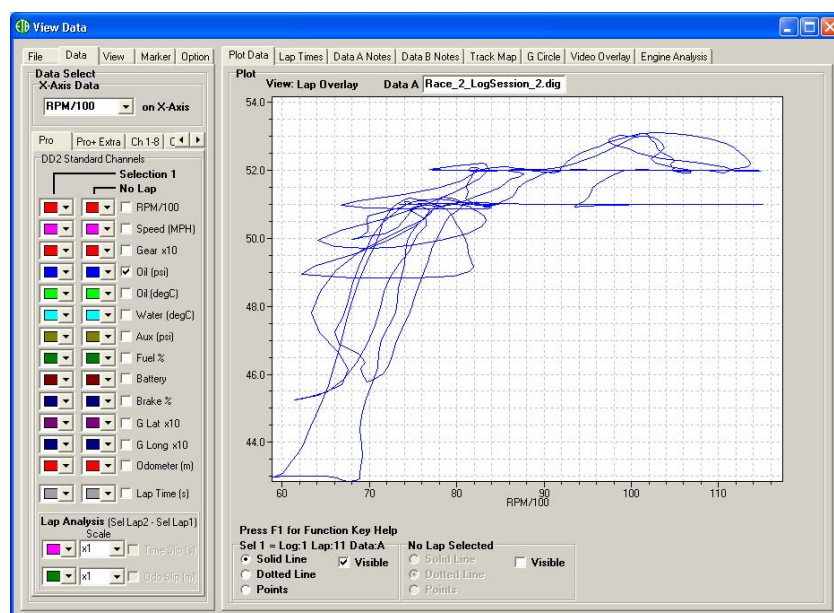 View Data
File Data View Marker Option
Data Select
X-Axis Data
RPM/100 on X-Axis
Pro Pro+ Extra Ch 1-8
DD2 Standard Channels
Selection 1
No Lap
RPM/100
Speed (MPH)
Gear x10
Oil (psi)
Oil (degC)
Water (degC)
Aux (psi)
Fuel %
Battery
Brake %
G Lat x10
G Long x10
Odometer (m)
Lap Time (s)
Lap Analysis (Sel Lap2 - Sel Lap1)
Scale
x1 Time Slip (s)
x1 Odo Slip (m)
Plot Data Lap Times Data A Notes Data B Notes Track Map G Circle Video Overlay Engine Analysis
Plot
View: Lap Overlay Data A Race_2_LogSession_2.dig
54.0
52.0
50.0
48.0
46.0
44.0
60 70 80 90 100 110
RPM/100
Press F1 for Function Key Help
Sel 1 = Log:1 Lap:11 Data:A
Solid Line Visible
Dotted Line
Points
No Lap Selected
Solid Line Visible
Dotted Line
Points